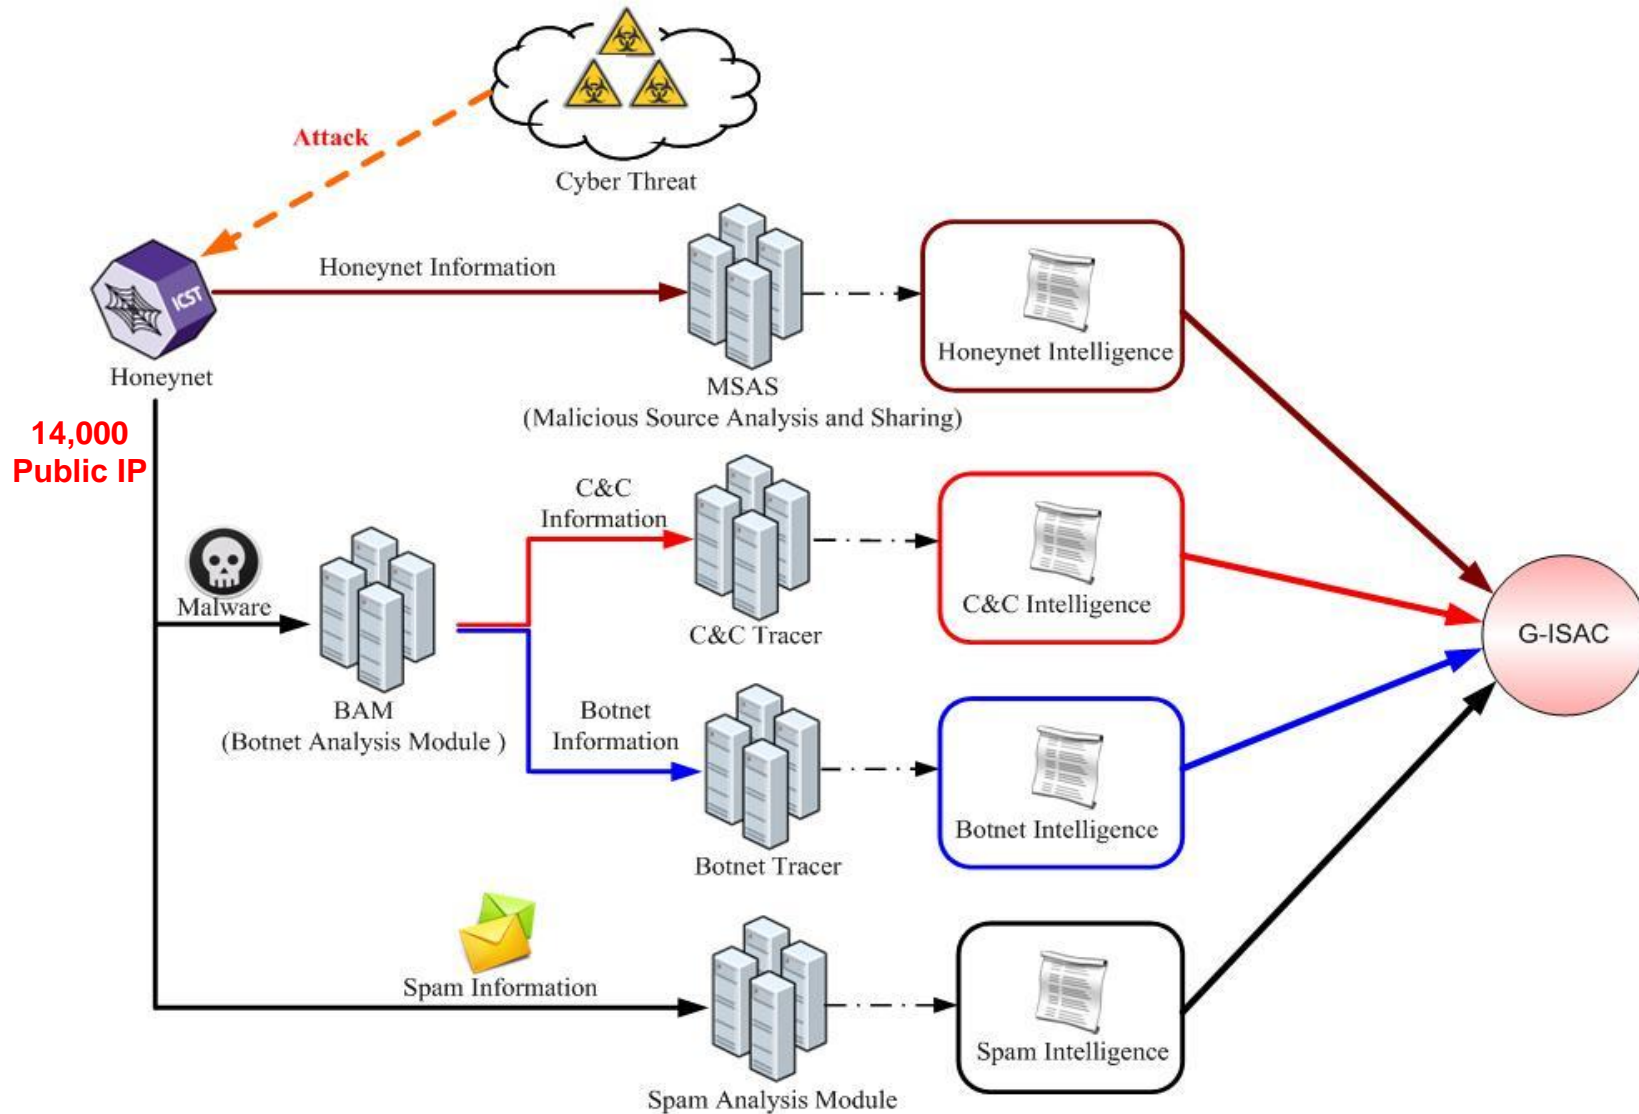 Attack
Cyber Threat
ICST
Honeynet Information
Honeynet
14,000
Public IP
MSAS
(Malicious Source Analysis and Sharing)
Honeynet Intelligence
C&C
Information
Malware
C&C Tracer
C&C Intelligence
G-ISAC
BAM
(Botnet Analysis Module )
Botnet
Information
Botnet Tracer
Botnet Intelligence
Spam Information
Spam Analysis Module
Spam Intelligence